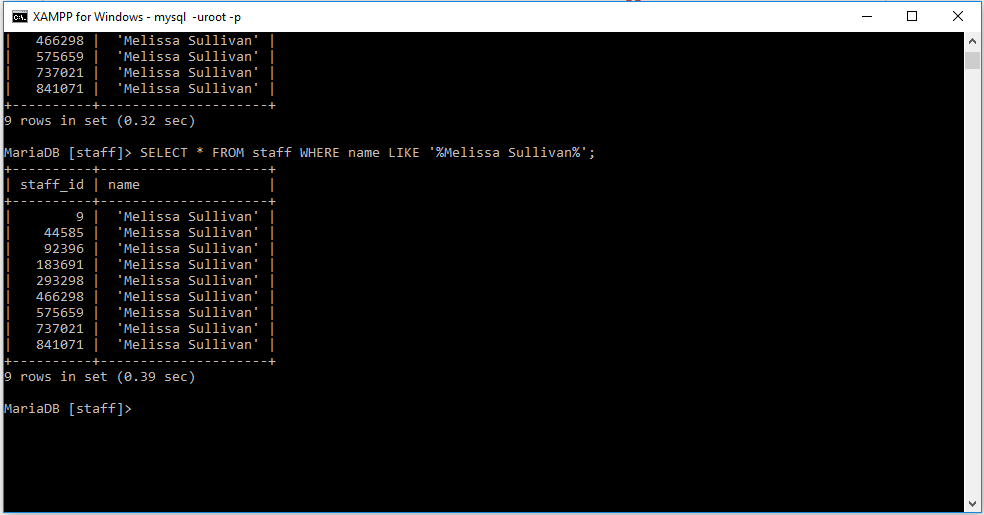 XAMPP for Windows - mysql  -uroot -p
|   466298 |  'Melissa Sullivan' |
|   575659 |  'Melissa Sullivan' |
|   737021 |  'Melissa Sullivan' |
|   841071 |  'Melissa Sullivan' |
+----------+---------------------+
9 rows in set (0.32 sec)
MariaDB [staff]> SELECT * FROM staff WHERE name LIKE '%Melissa Sullivan%';
+----------+---------------------+
| staff_id | name                |
+----------+---------------------+
|        9 |  'Melissa Sullivan' |
|    44585 |  'Melissa Sullivan' |
|    92396 |  'Melissa Sullivan' |
|   183691 |  'Melissa Sullivan' |
|   293298 |  'Melissa Sullivan' |
|   466298 |  'Melissa Sullivan' |
|   575659 |  'Melissa Sullivan' |
|   737021 |  'Melissa Sullivan' |
|   841071 |  'Melissa Sullivan' |
+----------+---------------------+
9 rows in set (0.39 sec)
MariaDB [staff]>